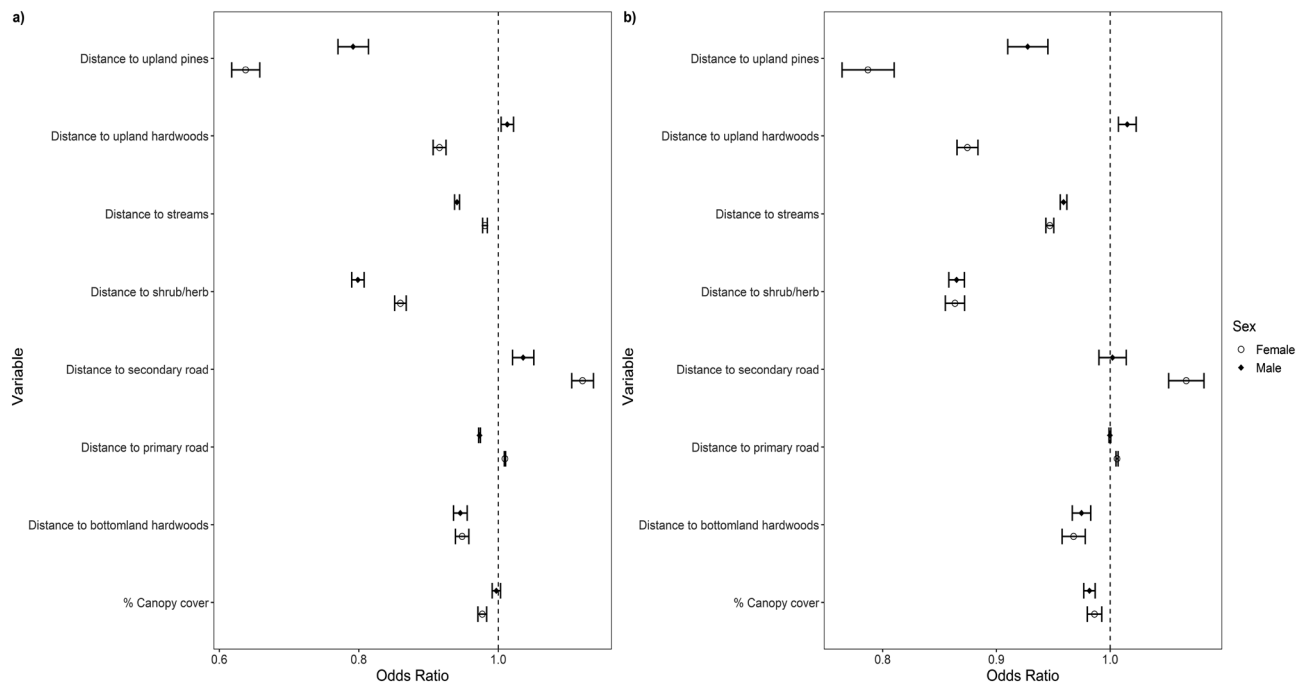 a)
Variable
Distance to upland pines
Distance to upland hardwoods
Distance to streams
Distance to shrub/herb
Distance to secondary road
Distance to primary road
Distance to bottomland hardwoods
% Canopy cover
0.6 0.8 1.0
Odds Ratio
b)
Variable
Distance to upland pines
Distance to upland hardwoods
Distance to streams
Distance to shrub/herb
Distance to secondary road
Distance to primary road
Distance to bottomland hardwoods
% Canopy cover
0.8 0.9 1.0
Odds Ratio
Sex
Female
Male